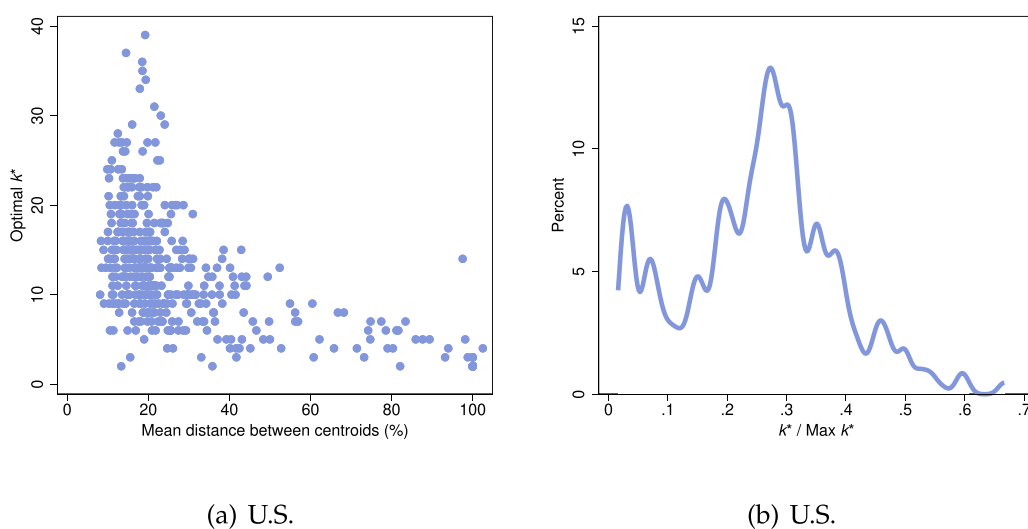 40
30
20
10
0
Optimal k*
0 20 40 60 80 100
Mean distance between centroids (%)
(a) U.S.
15
10
5
0
Percent
0 .1 .2 .3 .4 .5 .6 .7
k* / Max k*
(b) U.S.